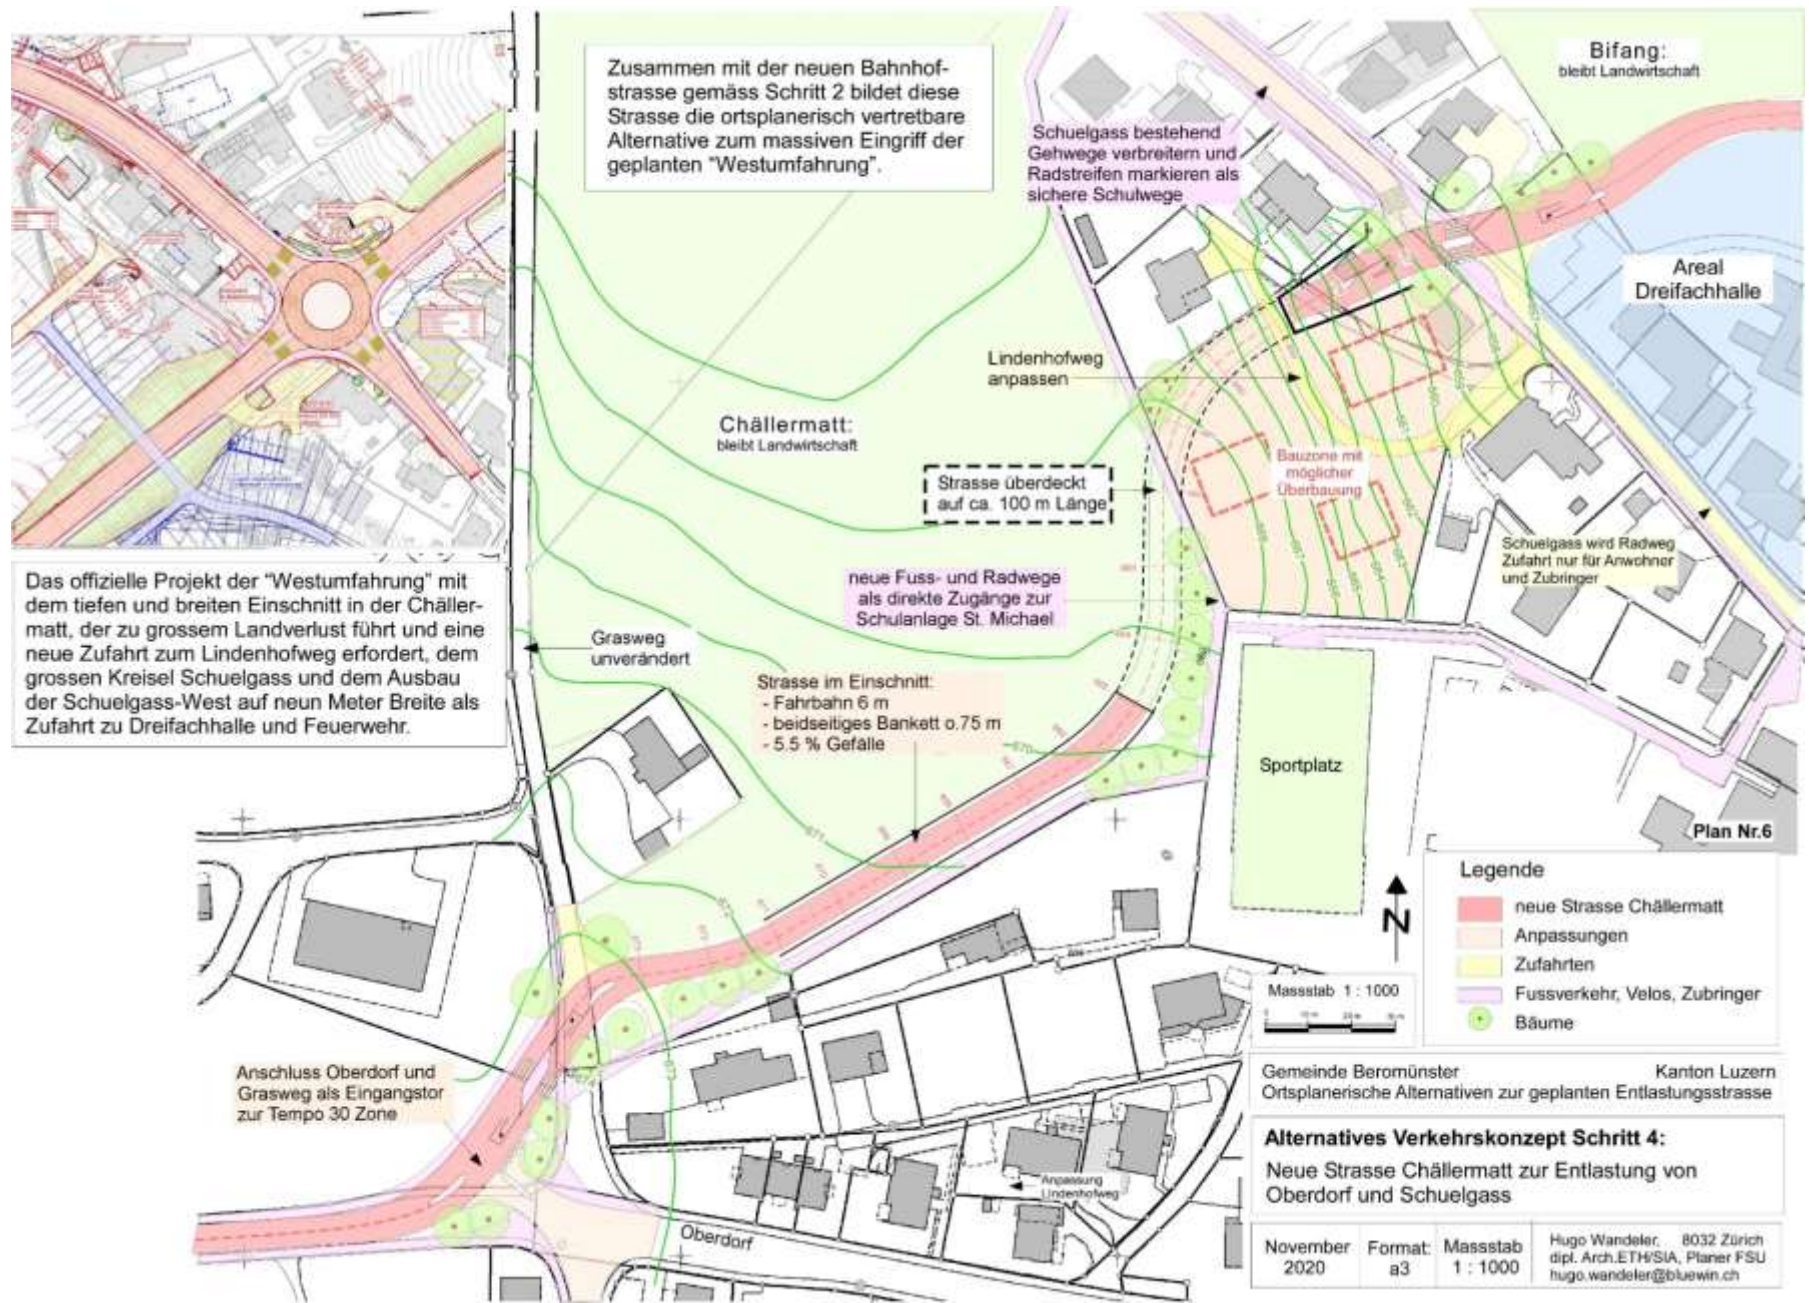 Zusammen mit der neuen Bahnhof-
strasse gemäss Schritt 2 bildet diese
Strasse die ortsplanerisch vertretbare
Alternative zum massiven Eingriff der
geplanten "Westumfahrung".
Bifang:
bleibt Landwirtschaft
Schuelgass bestehend
Gehwege verbreitern und
Radstreifen markieren als
sichere Schulwege
Areal
Dreifachhalle
Lindenhofweg
anpassen
Chällermatt:
bleibt Landwirtschaft
Bauzone mit
möglicher
Überbauung
Strasse überdeckt
auf ca. 100 m Länge
Schuelgass wird Radweg
Zufahrt nur für Anwohner
und Zubringer
Das offizielle Projekt der "Westumfahrung" mit
dem tiefen und breiten Einschnitt in der Chäller-
matt, der zu grossem Landverlust führt und eine
neue Zufahrt zum Lindenhofweg erfordert, dem
grossen Kreisel Schuelgass und dem Ausbau
der Schuelgass-West auf neun Meter Breite als
Zufahrt zu Dreifachhalle und Feuerwehr.
neue Fuss- und Radwege
als direkte Zugänge zur
Schulanlage St. Michael
Grasweg
unverändert
Strasse im Einschnitt:
- Fahrbahn 6 m
- beidseitiges Bankett o.75 m
- 5.5 % Gefälle
670
671
672
673
Sportplatz
Plan Nr.6
Legende
neue Strasse Chällermatt
Anpassungen
Zufahrten
Fussverkehr, Velos, Zubringer
Bäume
N
Massstab 1 : 1000
Anschluss Oberdorf und
Grasweg als Eingangstor
zur Tempo 30 Zone
Anpassung
Lindenhofweg
Oberdorf
Gemeinde Beromünster Kanton Luzern
Ortsplanerische Alternativen zur geplanten Entlastungsstrasse
Alternatives Verkehrskonzept Schritt 4:
Neue Strasse Chällermatt zur Entlastung von
Oberdorf und Schuelgass
November
2020
Format:
a3
Massstab
1 : 1000
Hugo Wandeler, 8032 Zürich
dipl. Arch.ETH/SIA, Planer FSU
hugo.wandeler@bluewin.ch